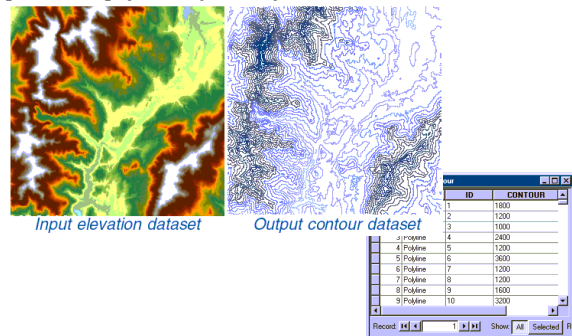 Input elevation dataset
Output contour dataset
our
ID CONTOUR
1 1800
2 1200
3 1000
3 Polyline 4 2400
4 Polyline 5 1200
5 Polyline 6 3600
6 Polyline 7 1200
7 Polyline 8 1200
8 Polyline 9 1600
9 Polyline 10 3200
Record: 1 Show: All Selected R